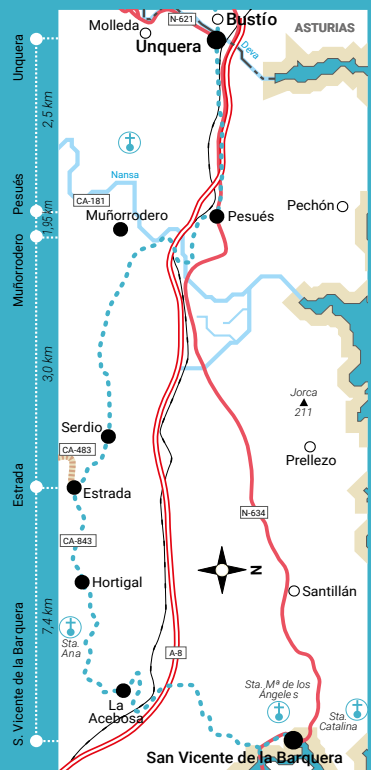 Unquera
2,5 km
Pesués
1,95 km
Muñorrodero
3,0 km
Estrada
7,4 km
S. Vicente de la Barquera
Molleda
N-621
Bustío
Unquera
ASTURIAS
Deva
Nansa
CA-181
Muñorrodero
Pesués
Pechón
Jorca
211
Serdio
CA-483
Estrada
Prellezo
N-634
CA-843
N
Hortigal
Santillán
Sta.
Ana
A-8
La
Acebosa
Sta. Mª de los
Ángeles
Sta.
Catalina
San Vicente de la Barquera